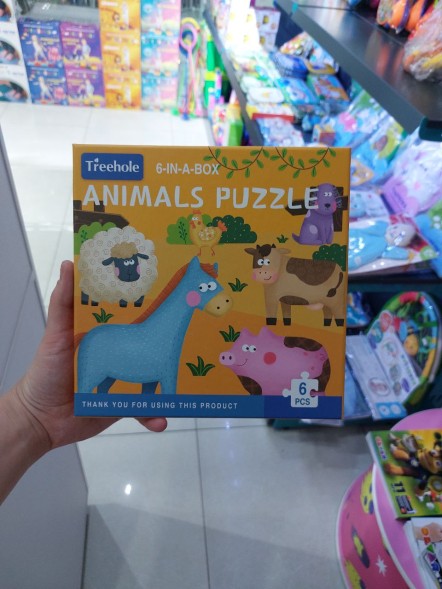 Treehole
6-IN-A-BOX
ANIMALS PUZZLE
6
PCS
THANK YOU FOR USING THIS PRODUCT